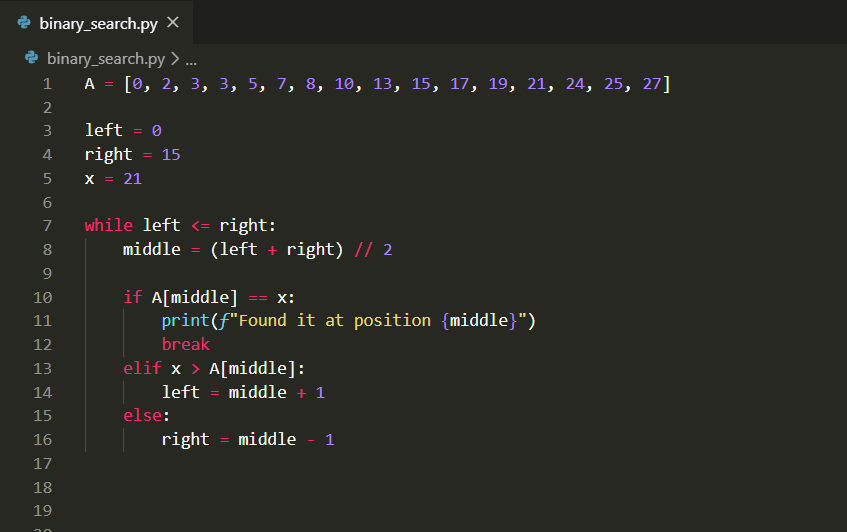 binary_search.py ×
binary_search.py > ...
1 A = [0, 2, 3, 3, 5, 7, 8, 10, 13, 15, 17, 19, 21, 24, 25, 27]
2
3 left = 0
4 right = 15
5 x = 21
6
7 while left <= right:
8     middle = (left + right) // 2
9
10     if A[middle] == x:
11         print(f"Found it at position {middle}")
12         break
13     elif x > A[middle]:
14         left = middle + 1
15     else:
16         right = middle - 1
17
18
19